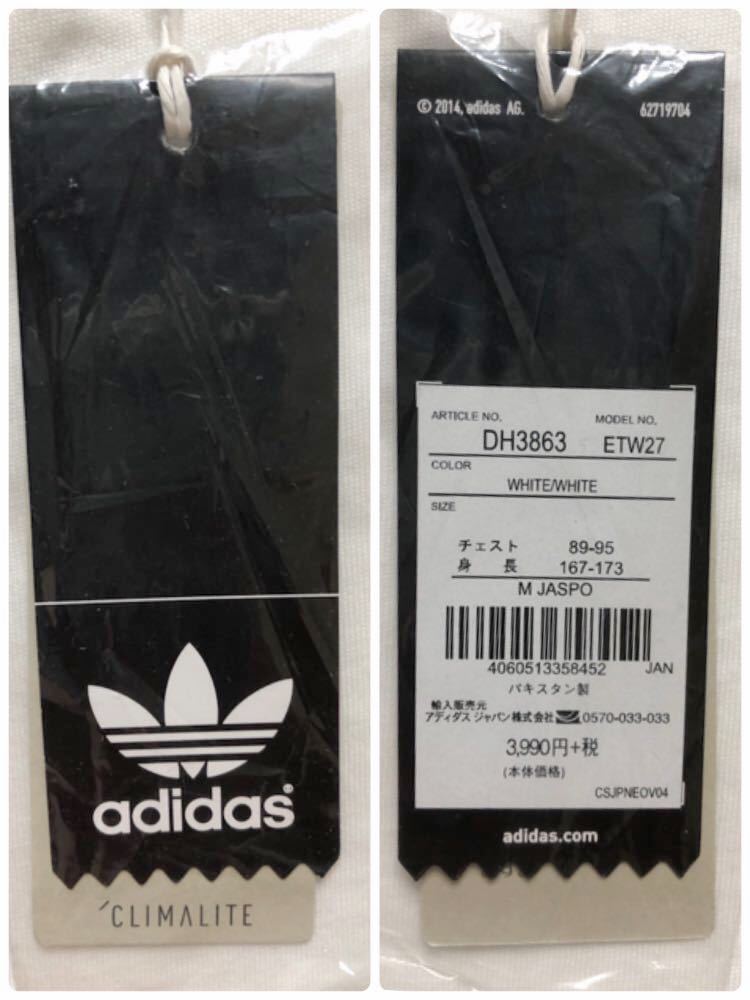 adidas®
´CLIMALITE
© 2014, adidas AG.
62719704
ARTICLE NO.
MODEL NO.
DH3863
ETW27
COLOR
WHITE/WHITE
SIZE
チェスト 89-95
身 長 167-173
M JASPO
4060513358452
JAN
パキスタン製
輸入販売元
アディダス ジャパン株式会社 0570-033-033
3,990円+税
(本体価格)
CSJPNEOV04
adidas.com